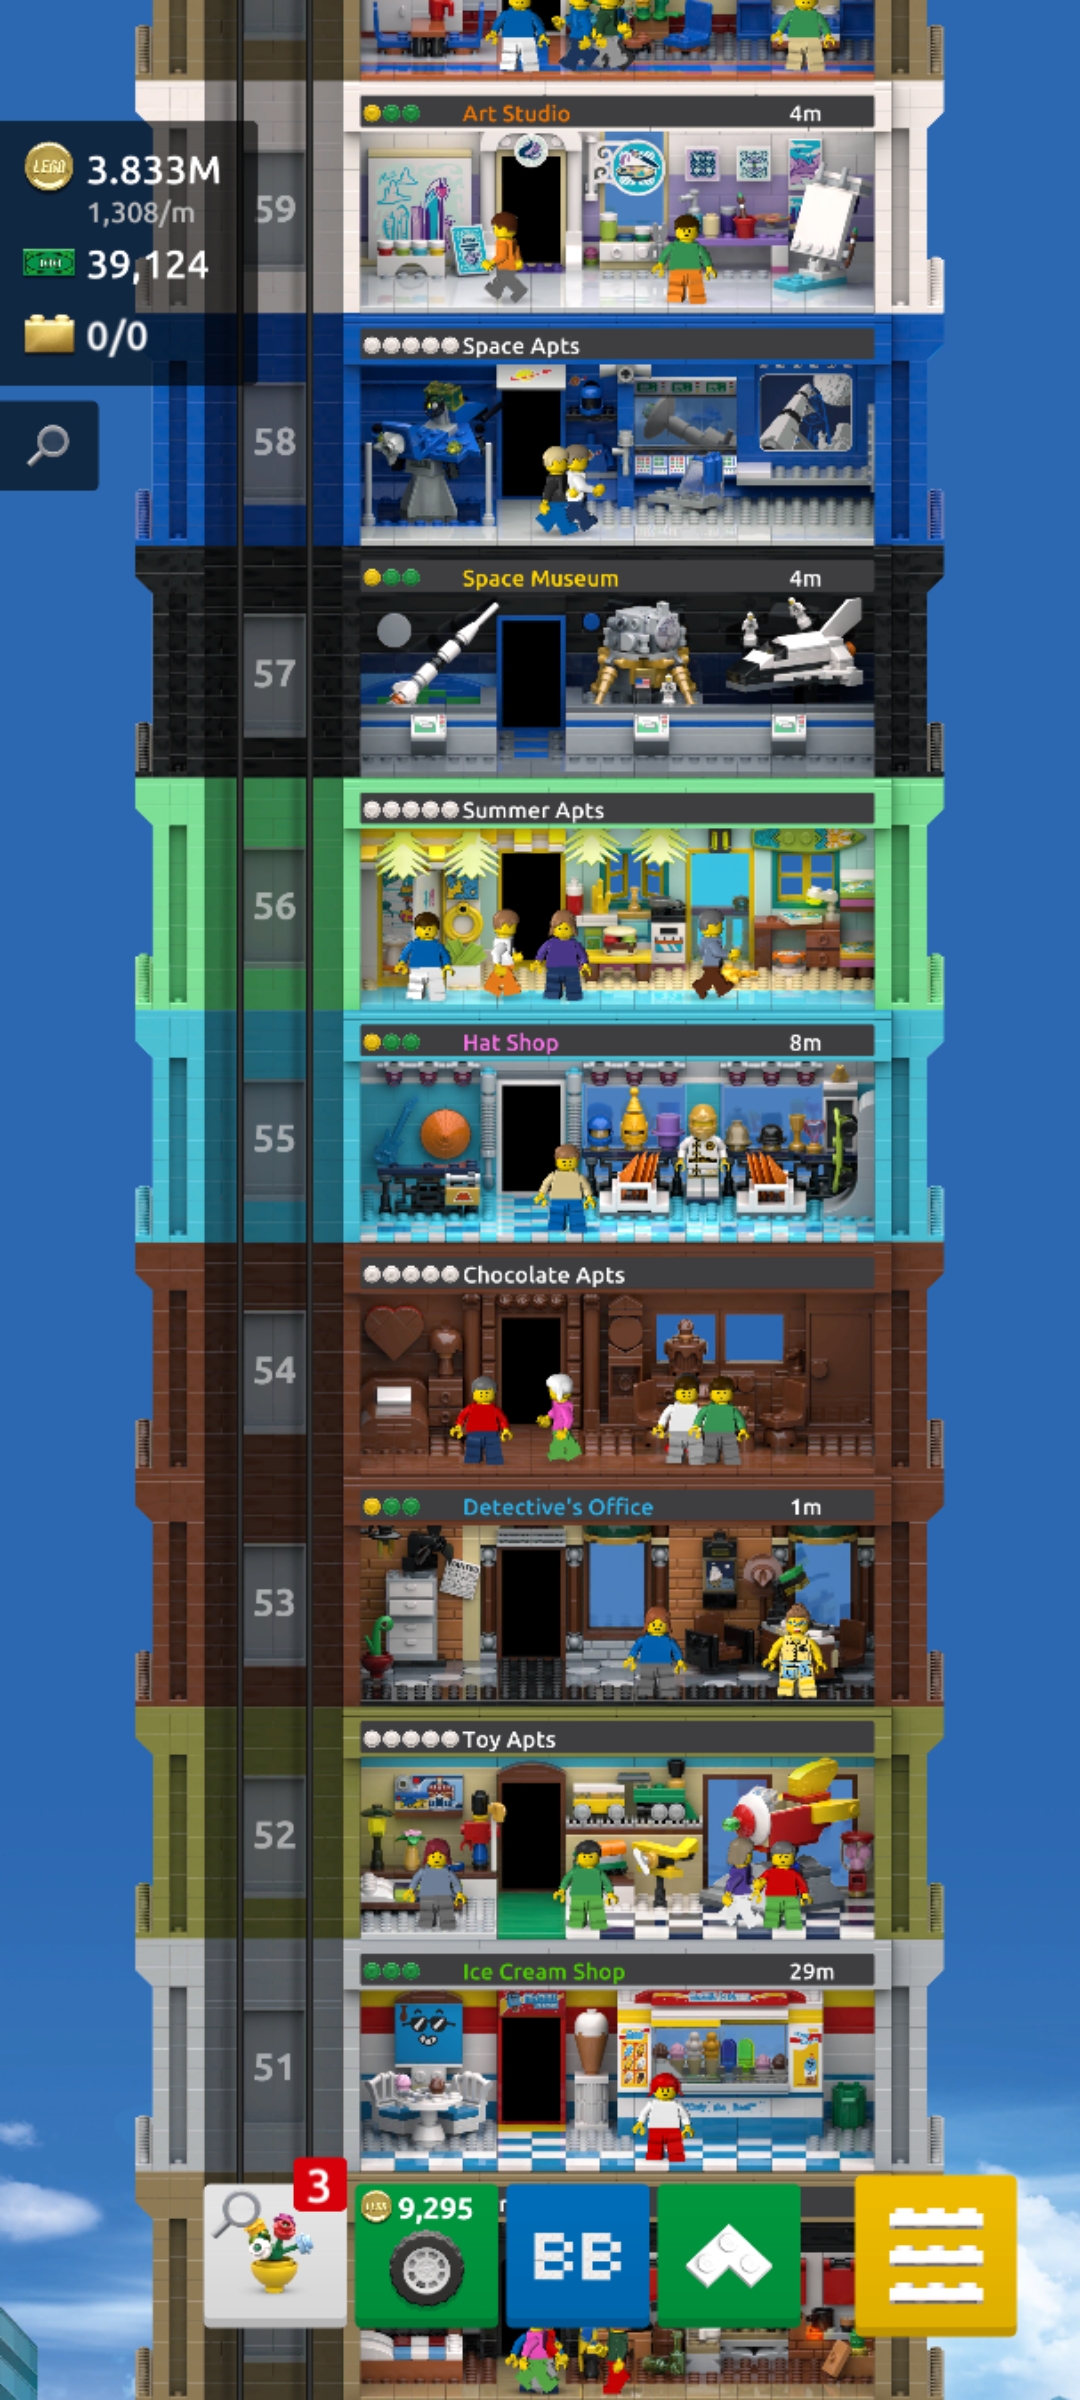 Art Studio 4m
3.833M
1,308/m
59
39,124
0/0
Space Apts
58
Space Museum 4m
57
Summer Apts
56
Hat Shop 8m
55
Chocolate Apts
54
Detective's Office 1m
53
Toy Apts
52
Ice Cream Shop 29m
51
3
9,295
BB